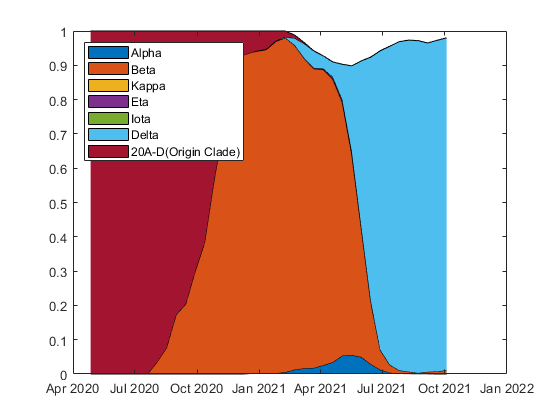 1
0.9
0.8
0.7
0.6
0.5
0.4
0.3
0.2
0.1
0
Alpha
Beta
Kappa
Eta
Iota
Delta
20A-D(Origin Clade)
Apr 2020 Jul 2020 Oct 2020 Jan 2021 Apr 2021 Jul 2021 Oct 2021 Jan 2022